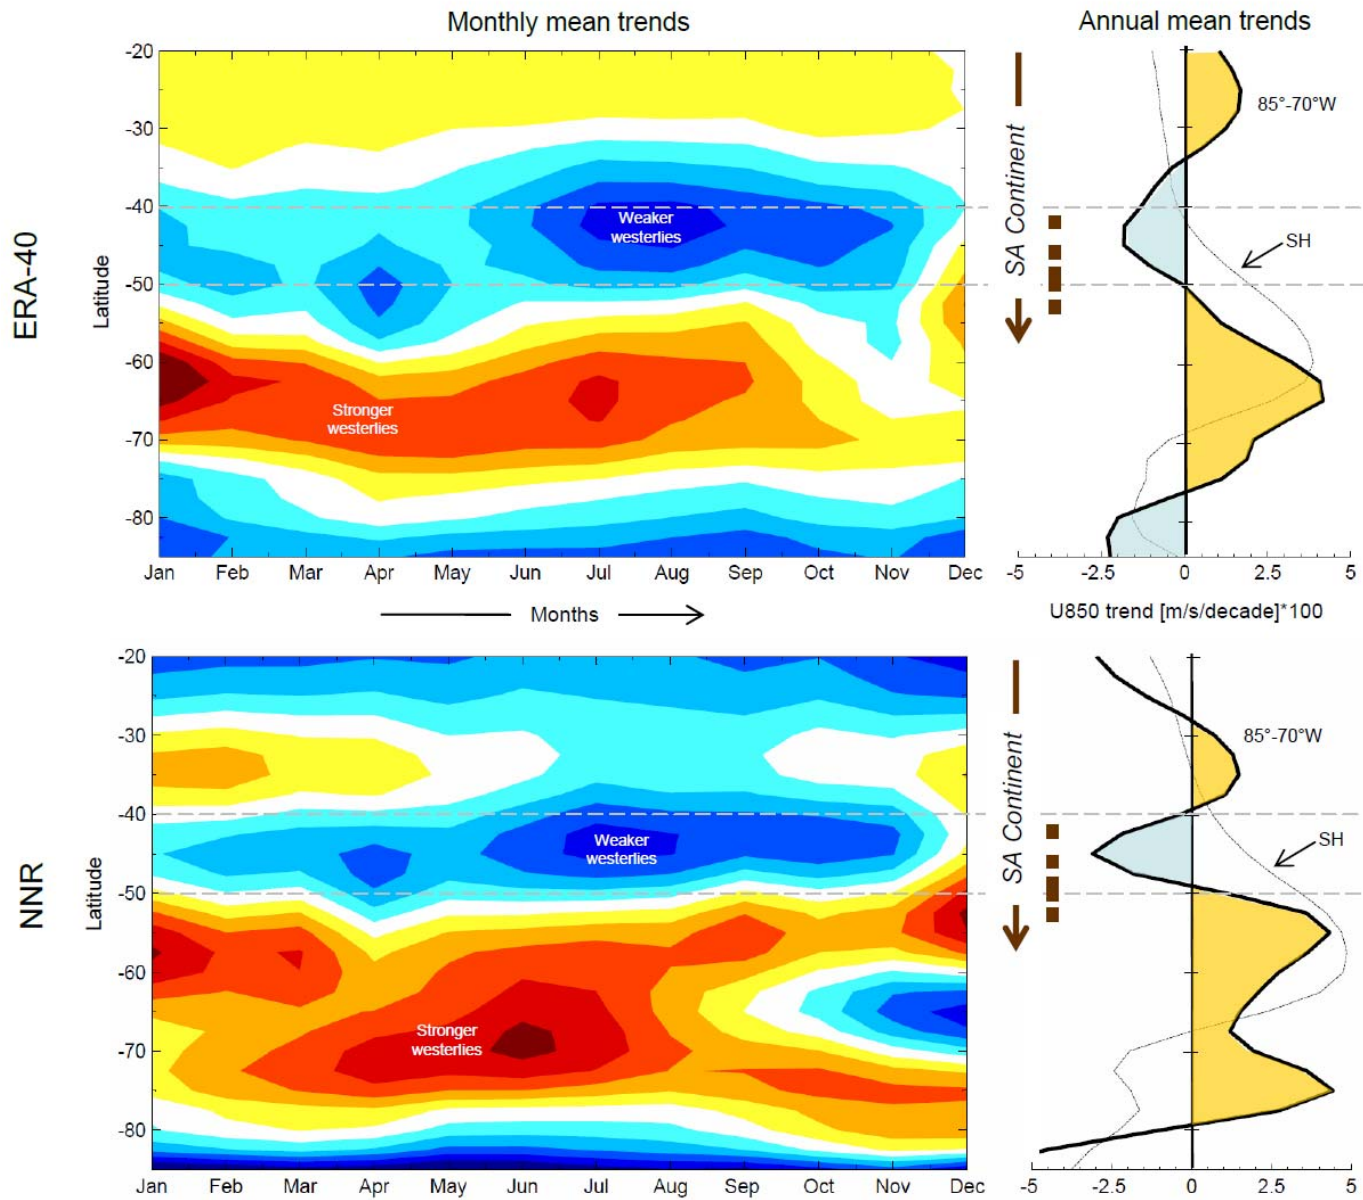 Monthly mean trends
Annual mean trends
ERA-40
Latitude
-20
-30
-40
-50
-60
-70
-80
Weaker
westerlies
Stronger
westerlies
Jan Feb Mar Apr May Jun Jul Aug Sep Oct Nov Dec
Months
SA Continent
85°-70°W
SH
-5 -2.5 0 2.5 5
U850 trend [m/s/decade]*100
NNR
Latitude
-20
-30
-40
-50
-60
-70
-80
Weaker
westerlies
Stronger
westerlies
Jan Feb Mar Apr May Jun Jul Aug Sep Oct Nov Dec
SA Continent
85°-70°W
SH
-5 -2.5 0 2.5 5